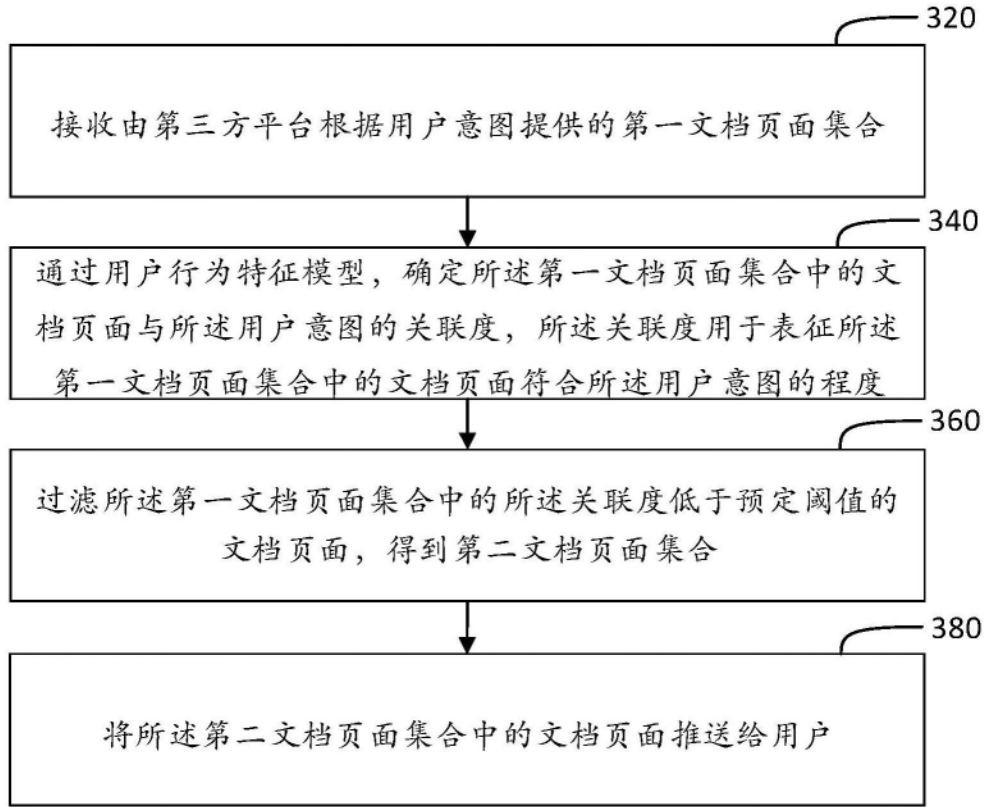 320
接收由第三方平台根据用户意图提供的第一文档页面集合
340
通过用户行为特征模型，确定所述第一文档页面集合中的文
档页面与所述用户意图的关联度，所述关联度用于表征所述
第一文档页面集合中的文档页面符合所述用户意图的程度
360
过滤所述第一文档页面集合中的所述关联度低于预定阈值的
文档页面，得到第二文档页面集合
380
将所述第二文档页面集合中的文档页面推送给用户